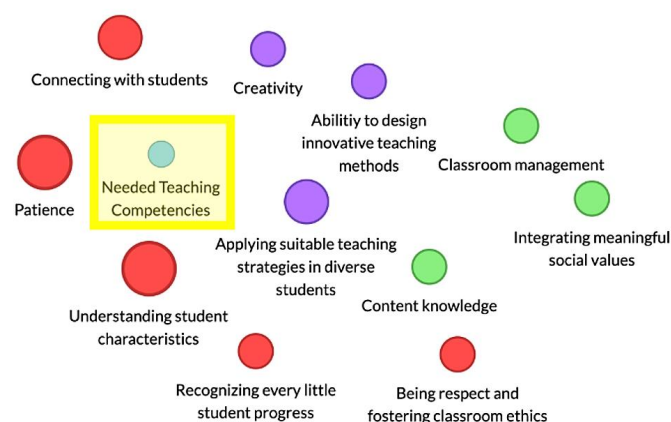 Connecting with students
Creativity
Abilitiy to design
innovative teaching
methods
Classroom management
Patience
Needed Teaching
Competencies
Applying suitable teaching
strategies in diverse
students
Integrating meaningful
social values
Content knowledge
Understanding student
characteristics
Recognizing every little
student progress
Being respect and
fostering classroom ethics